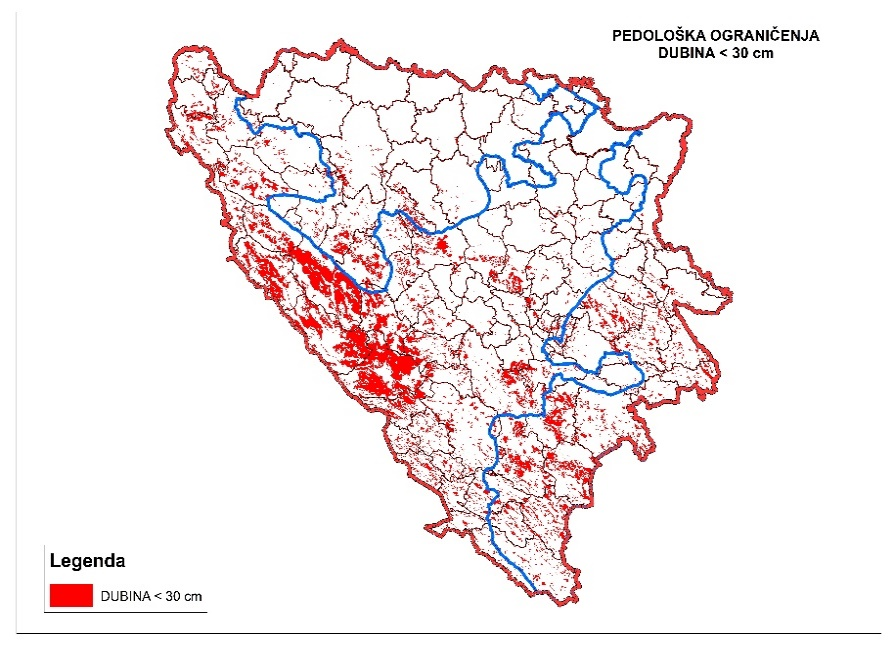 PEDOLOŠKA OGRANIČENJA
DUBINA < 30 cm
Legenda
DUBINA < 30 cm